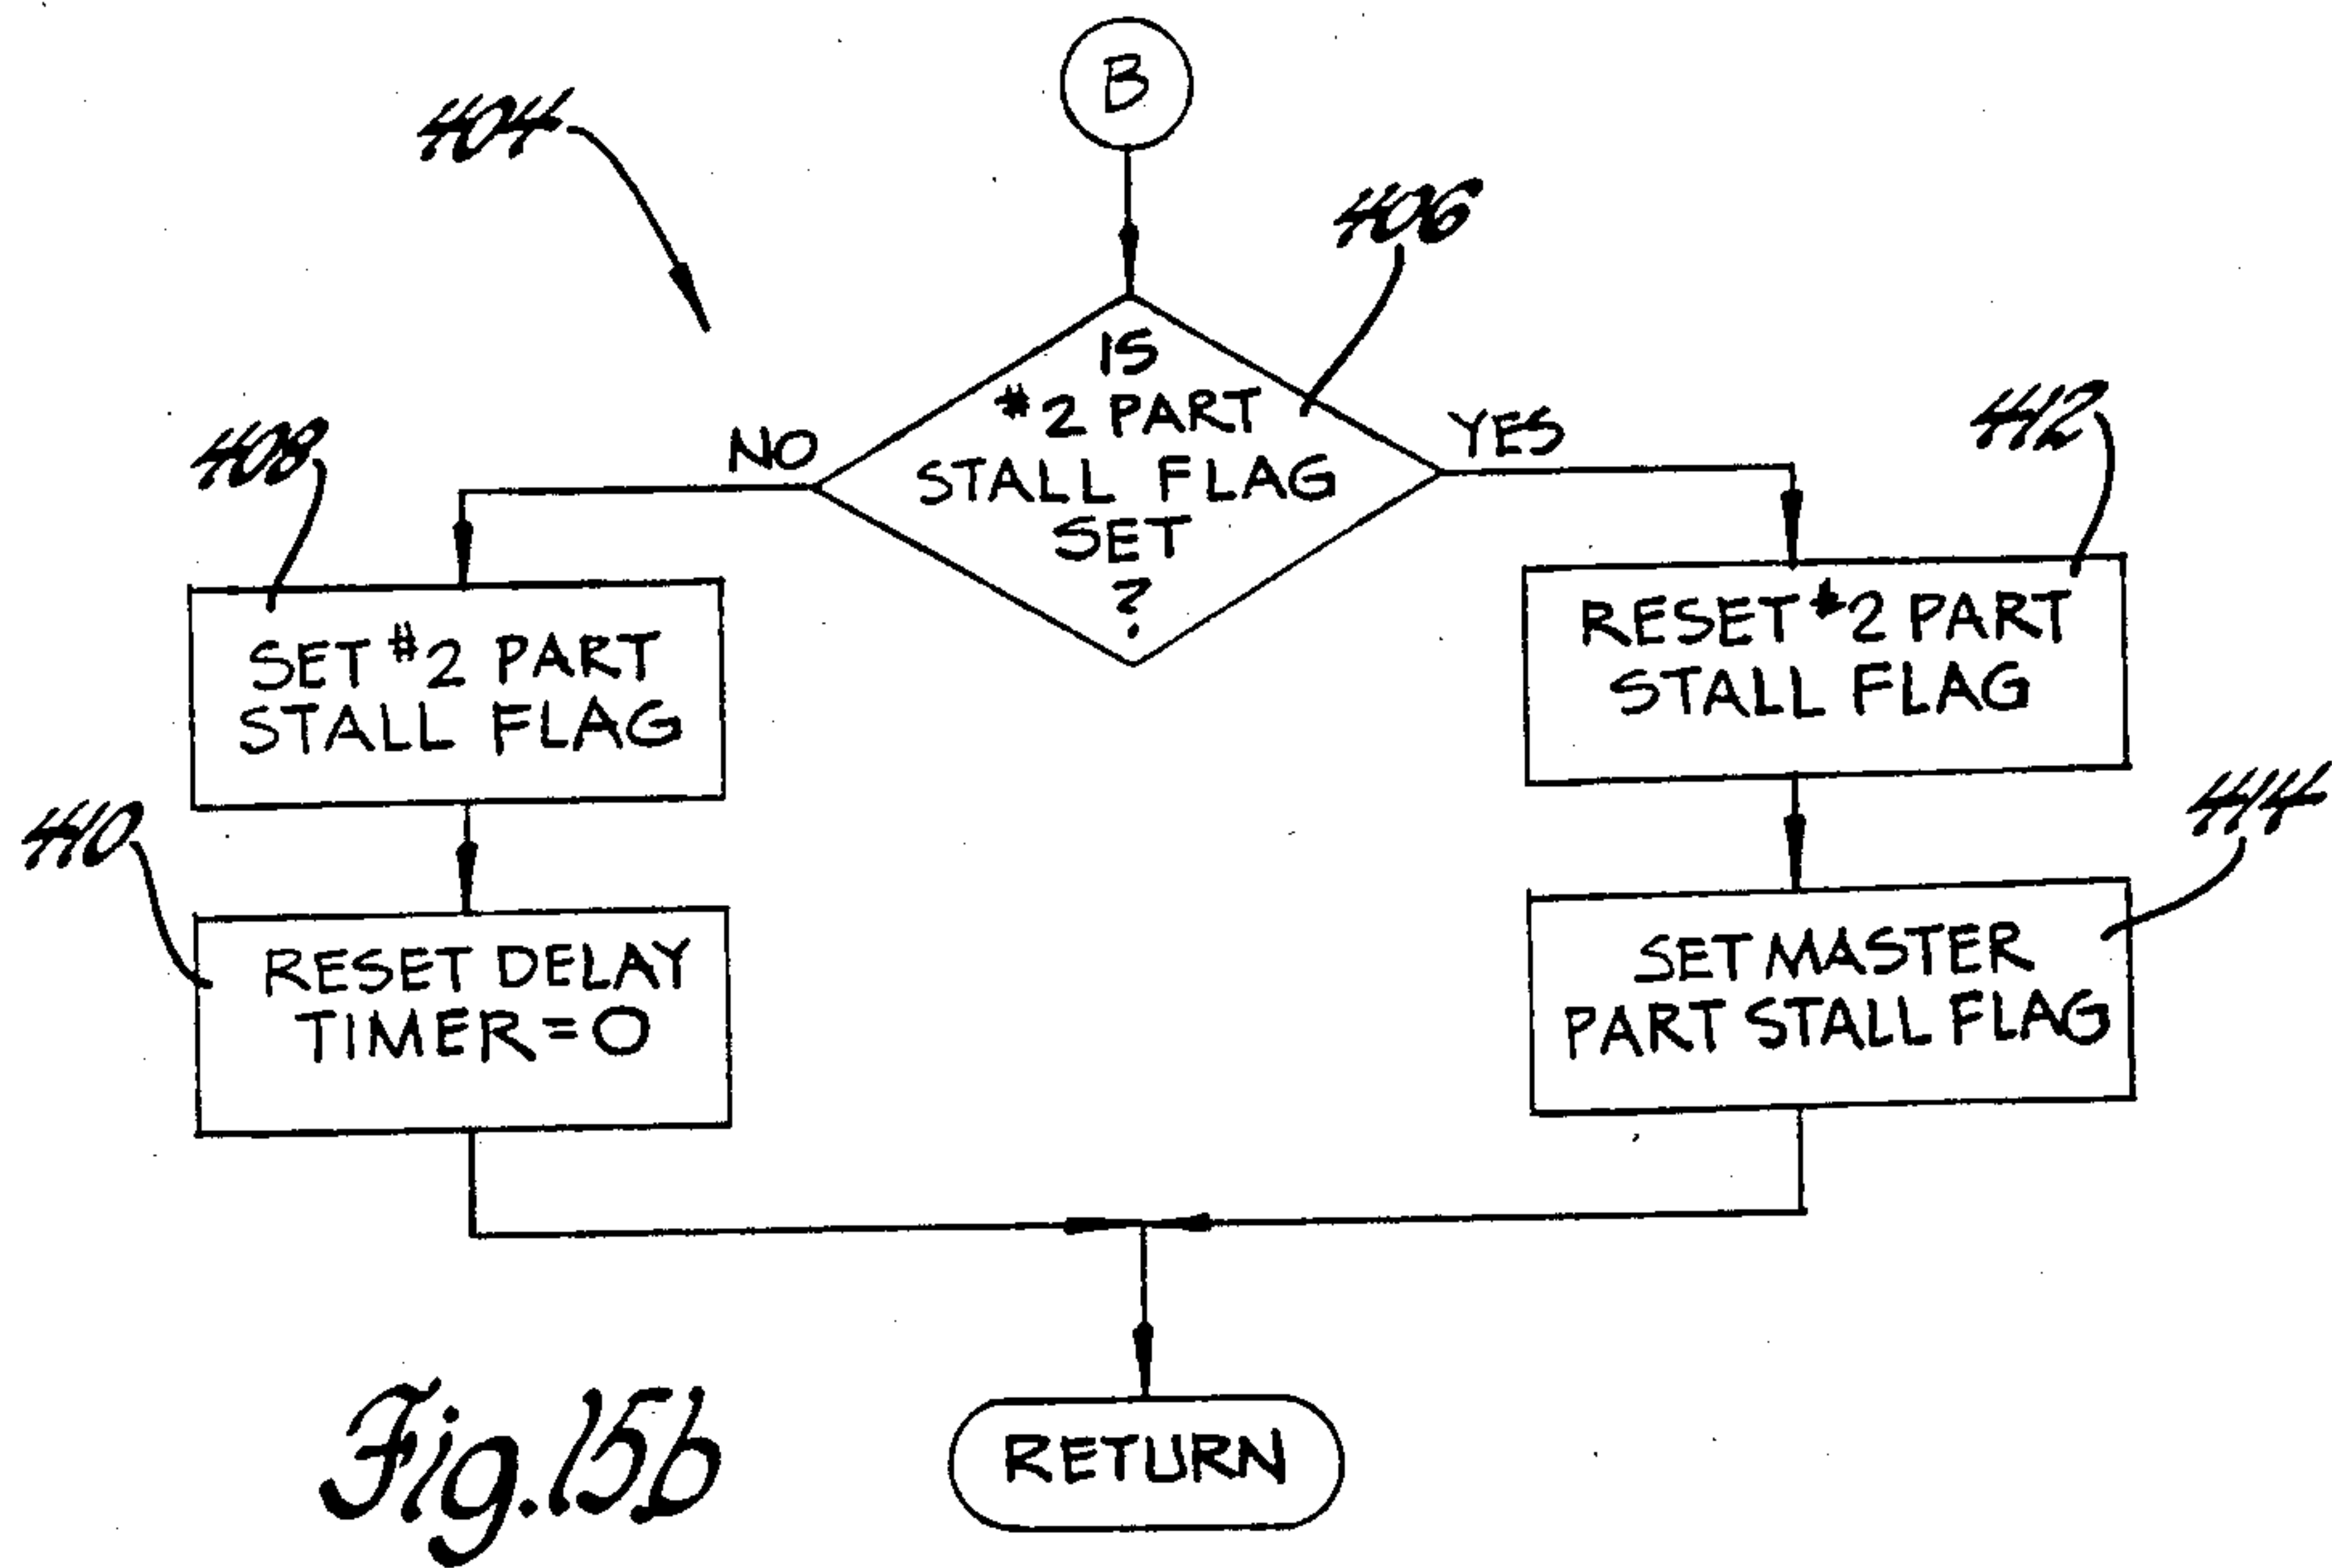 B
404
406
IS
#2 PART
STALL FLAG
SET
?
NO
YES
408
412
SET #2 PART
STALL FLAG
RESET #2 PART
STALL FLAG
410
414
RESET DELAY
TIMER = 0
SET MASTER
PART STALL FLAG
RETURN
Fig. 15b